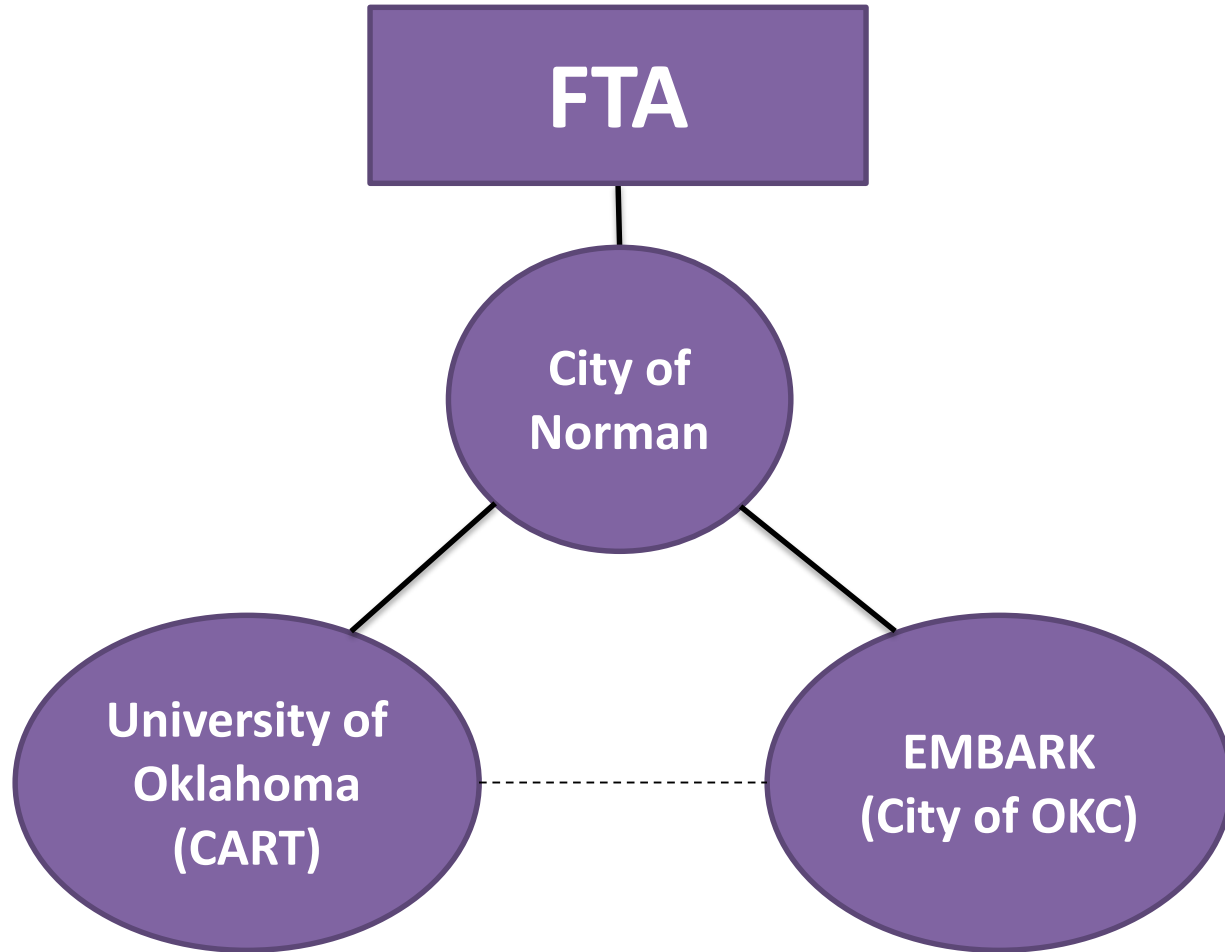 FTA
City of
Norman
University of
Oklahoma
(CART)
EMBARK
(City of OKC)